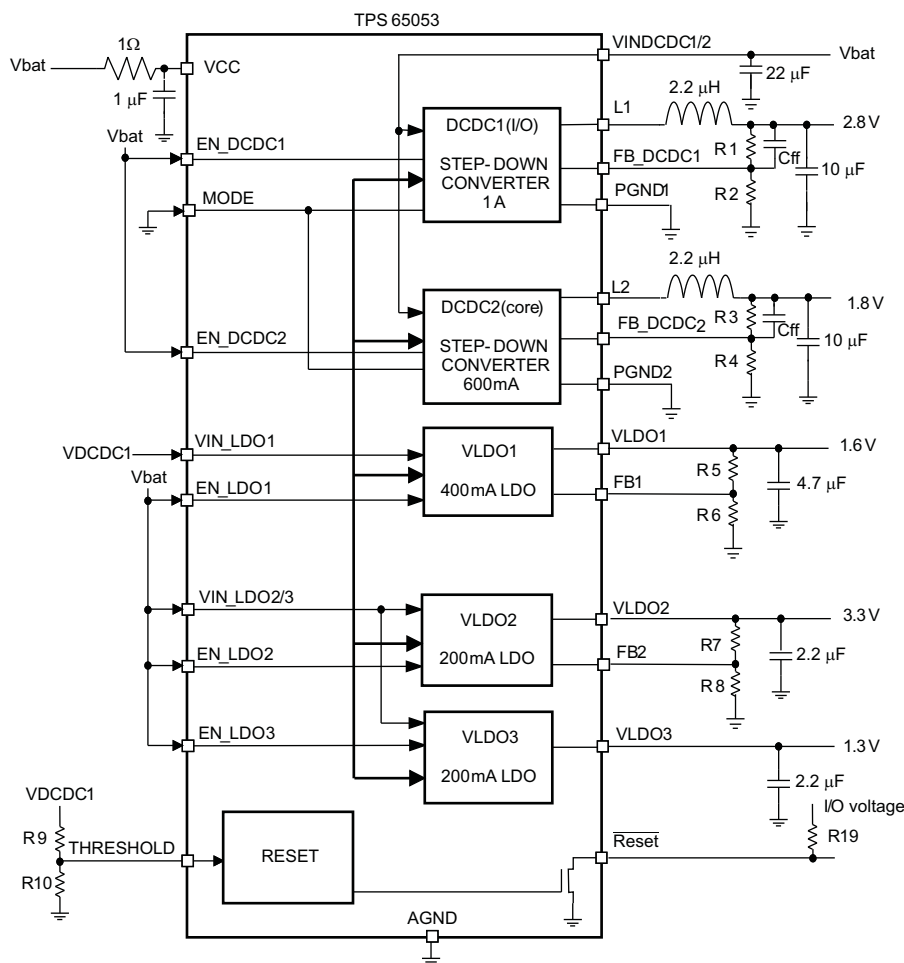 TPS 65053
1Ω
Vbat
VCC
1 μF
VINDCDC1/2
Vbat
22 μF
Vbat
EN_DCDC1
MODE
DCDC1(I/O)
STEP-DOWN
CONVERTER
1 A
L1
2.2 μH
2.8 V
FB_DCDC1
R1
Cff
10 μF
R2
PGND1
EN_DCDC2
DCDC2(core)
STEP-DOWN
CONVERTER
600mA
L2
2.2 μH
1.8 V
FB_DCDC2
R3
Cff
10 μF
R4
PGND2
VDCDC1
VIN_LDO1
Vbat
EN_LDO1
VLDO1
400mA LDO
VLDO1
1.6 V
R5
4.7 μF
FB1
R6
VIN_LDO2/3
EN_LDO2
VLDO2
200mA LDO
VLDO2
3.3 V
R7
2.2 μF
FB2
R8
EN_LDO3
VLDO3
200mA LDO
VLDO3
1.3 V
2.2 μF
VDCDC1
R9
THRESHOLD
R10
RESET
I/O voltage
R19
Reset
AGND